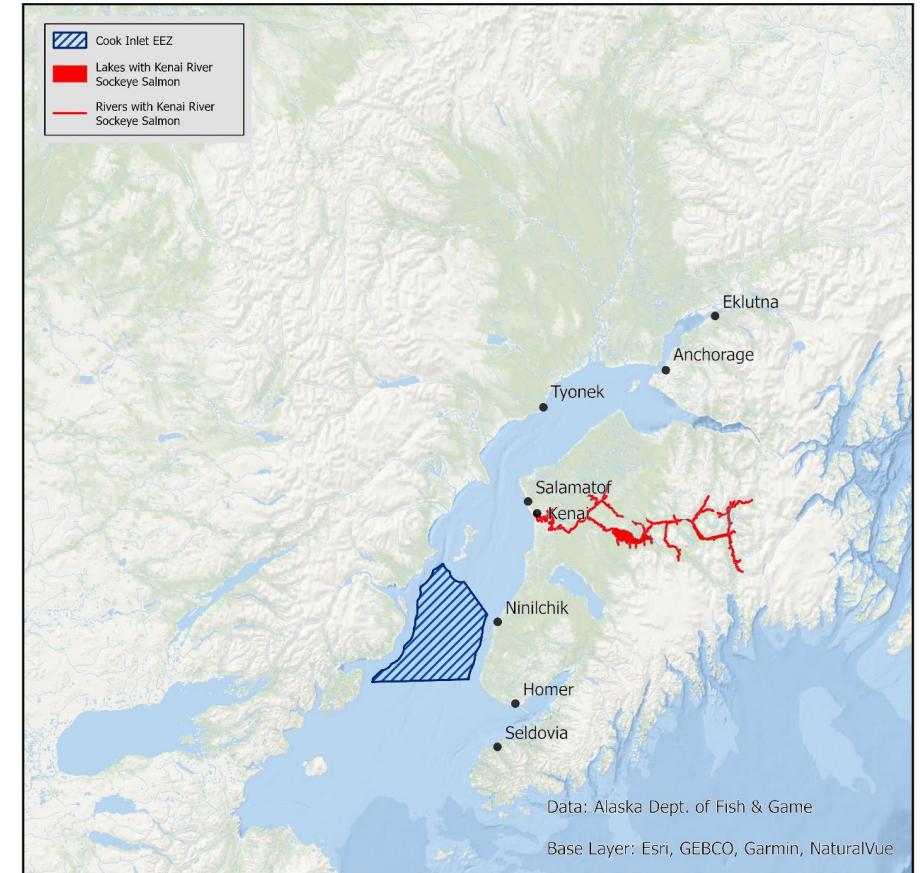 Cook Inlet EEZ
Lakes with Kenai River
Sockeye Salmon
Rivers with Kenai River
Sockeye Salmon
Eklutna
Anchorage
Tyonek
Salamatof
Kenai
Ninilchik
Homer
Seldovia
Data: Alaska Dept. of Fish & Game
Base Layer: Esri, GEBCO, Garmin, NaturalVue